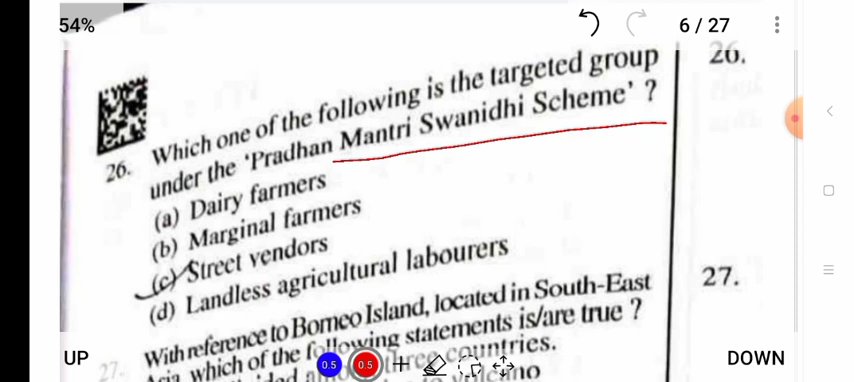 54%
6 / 27
26. Which one of the following is the targeted group
under the 'Pradhan Mantri Swanidhi Scheme' ?
(a) Dairy farmers
(b) Marginal farmers
(c) Street vendors
(d) Landless agricultural labourers
26.
27. With reference to Borneo Island, located in South-East
which of the following statements is/are true ?
three countries.
27.
UP
0.5
0.5
DOWN